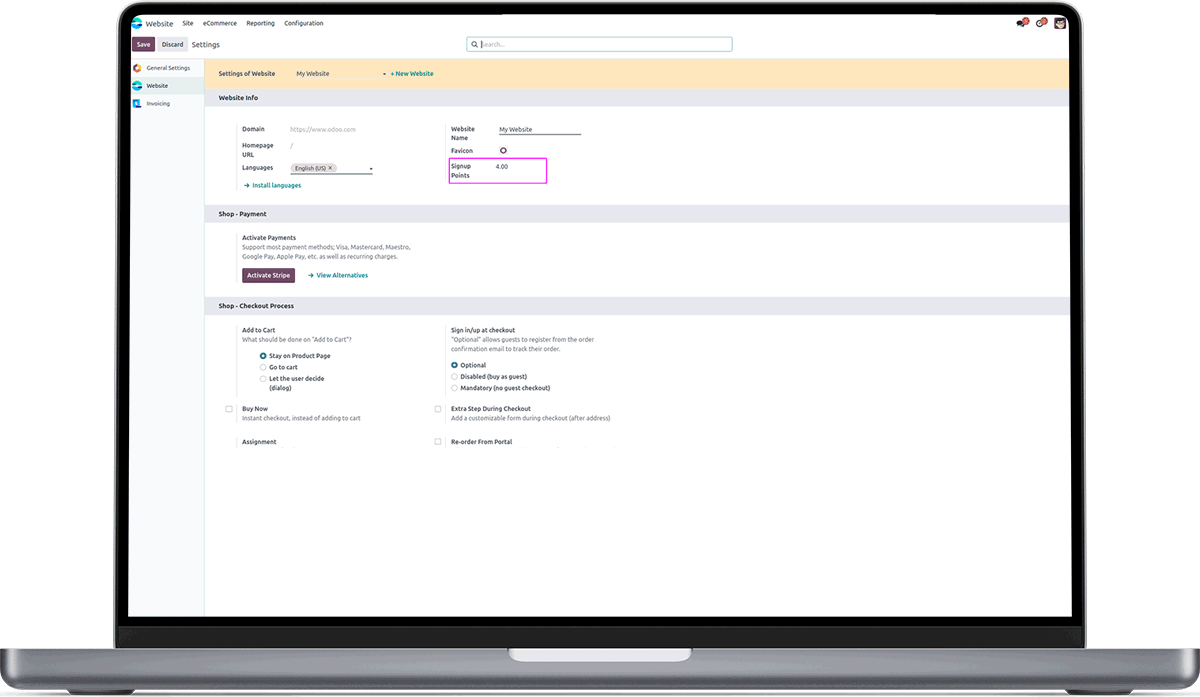 Website Site eCommerce Reporting Configuration
Save Discard Settings Search...
General Settings
Website
Invoicing
Settings of Website My Website + New Website
Website Info
Domain https://www.odoo.com
Homepage URL /
Languages English (US) ×
→ Install languages
Website Name My Website
Favicon
Signup Points 4.00
Shop - Payment
Activate Payments
Support most payment methods; Visa, Mastercard, Maestro,
Google Pay, Apple Pay, etc. as well as recurring charges.
Activate Stripe → View Alternatives
Shop - Checkout Process
Add to Cart
What should be done on "Add to Cart"?
Stay on Product Page
Go to cart
Let the user decide
(dialog)
Sign in/up at checkout
"Optional" allows guests to register from the order
confirmation email to track their order.
Optional
Disabled (buy as guest)
Mandatory (no guest checkout)
Buy Now
Instant checkout, instead of adding to cart
Extra Step During Checkout
Add a customizable form during checkout (after address)
Assignment
Re-order From Portal